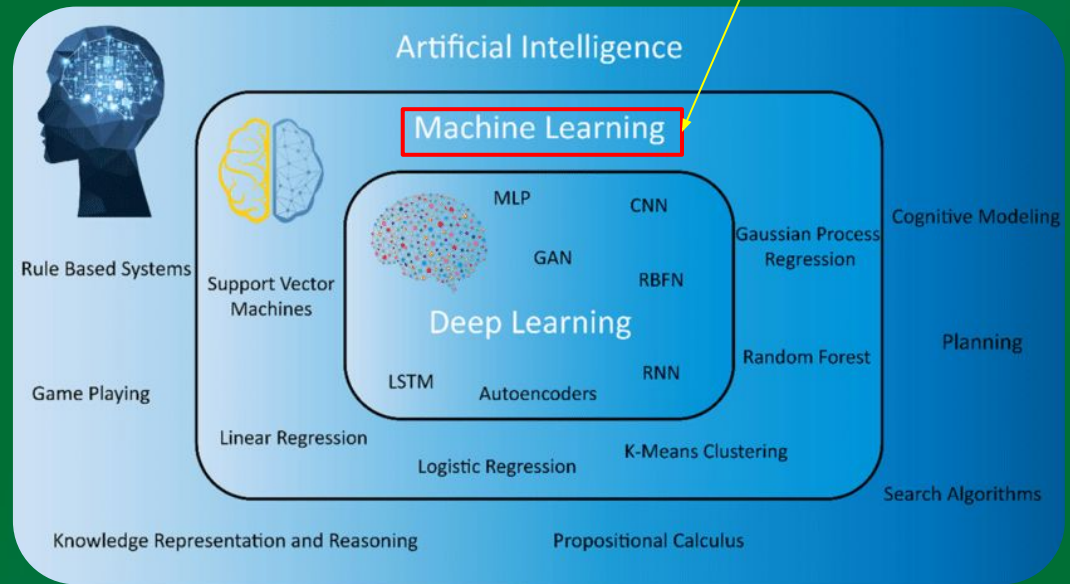 Artificial Intelligence
Machine Learning
MLP
CNN
Cognitive Modeling
Gaussian Process
Regression
GAN
Rule Based Systems
RBFN
Support Vector
Machines
Deep Learning
Planning
Random Forest
RNN
LSTM
Autoencoders
Game Playing
Linear Regression
K-Means Clustering
Logistic Regression
Search Algorithms
Knowledge Representation and Reasoning
Propositional Calculus